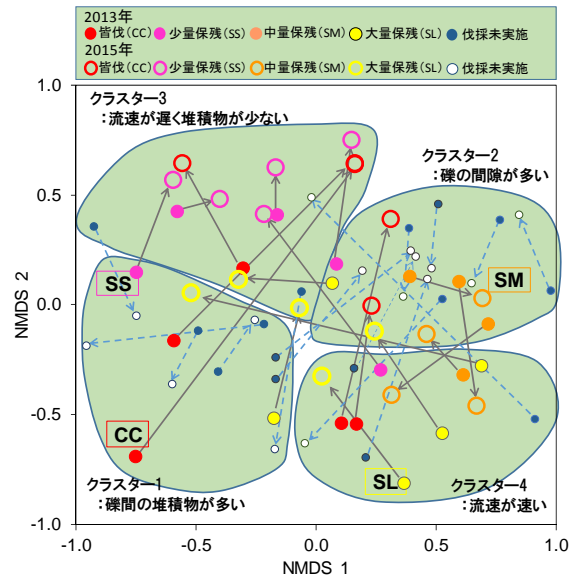 2013年
皆伐(CC) 少量保残(SS) 中量保残(SM) 大量保残(SL) 伐採未実施
2015年
皆伐(CC) 少量保残(SS) 中量保残(SM) 大量保残(SL) 伐採未実施
1.0
クラスター3
:流速が遅く堆積物が少ない
クラスター2
:礫の間隙が多い
0.5
SS
SM
NMDS_2
0.0
-0.5
CC
SL
クラスター1
:礫間の堆積物が多い
クラスター4
:流速が速い
-1.0
-1.0 -0.5 0.0 0.5 1.0
NMDS_1